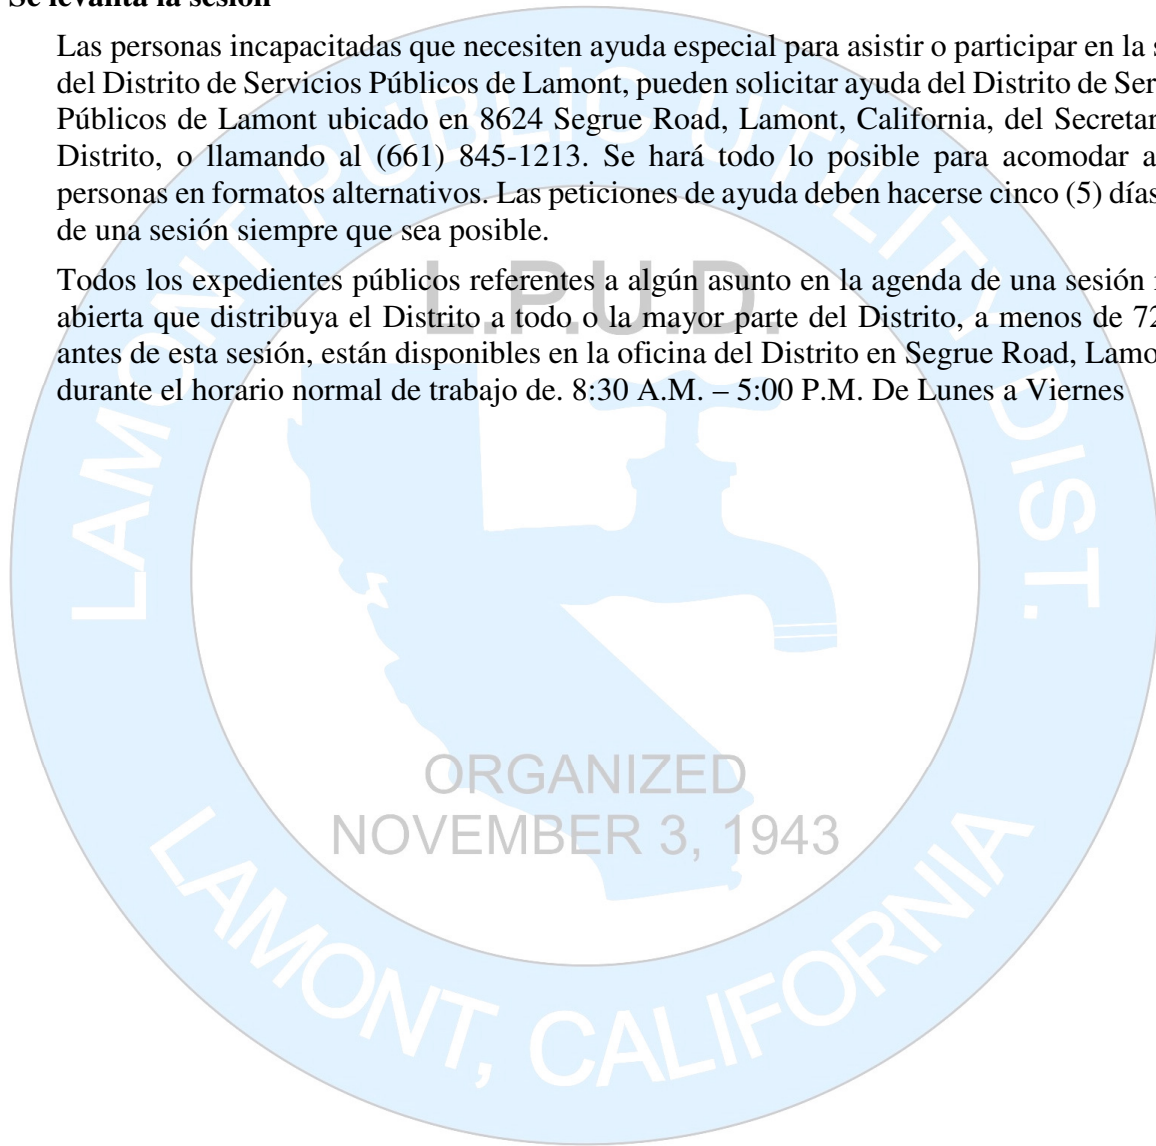 Se levanta la sesión
Las personas incapacitadas que necesiten ayuda especial para asistir o participar en la
del Distrito de Servicios Públicos de Lamont, pueden solicitar ayuda del Distrito de
Públicos de Lamont ubicado en 8624 Segrue Road, Lamont, California, del
Distrito, o llamando al (661) 845-1213. Se hará todo lo posible para acomodar
personas en formatos alternativos. Las peticiones de ayuda deben hacerse cinco (5) días
de una sesión siempre que sea posible.
Todos los expedientes públicos referentes a algún asunto en la agenda de una sesión
abierta que distribuya el Distrito a todo o la mayor parte del Distrito, a menos de 72
antes de esta sesión, están disponibles en la oficina del Distrito en Segrue Road,
durante el horario normal de trabajo de. 8:30 A.M. – 5:00 P.M. De Lunes a Viernes
LAMONT PUBLIC UTILITY DIST.
L.P.U.D.
ORGANIZED
NOVEMBER 3, 1943
LAMONT, CALIFORNIA